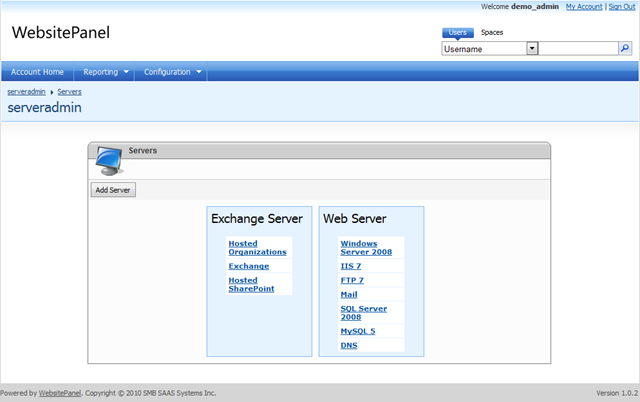 Welcome demo_admin My Account | Sign Out
WebsitePanel
Users Spaces
Username
Account Home Reporting Configuration
serveradmin Servers
serveradmin
Servers
Add Server
Exchange Server
Hosted
Organizations
Exchange
Hosted
SharePoint
Web Server
Windows
Server 2008
IIS 7
FTP 7
Mail
SQL Server
2008
MySQL 5
DNS
Powered by WebsitePanel. Copyright © 2010 SMB SAAS Systems Inc. Version 1.0.2